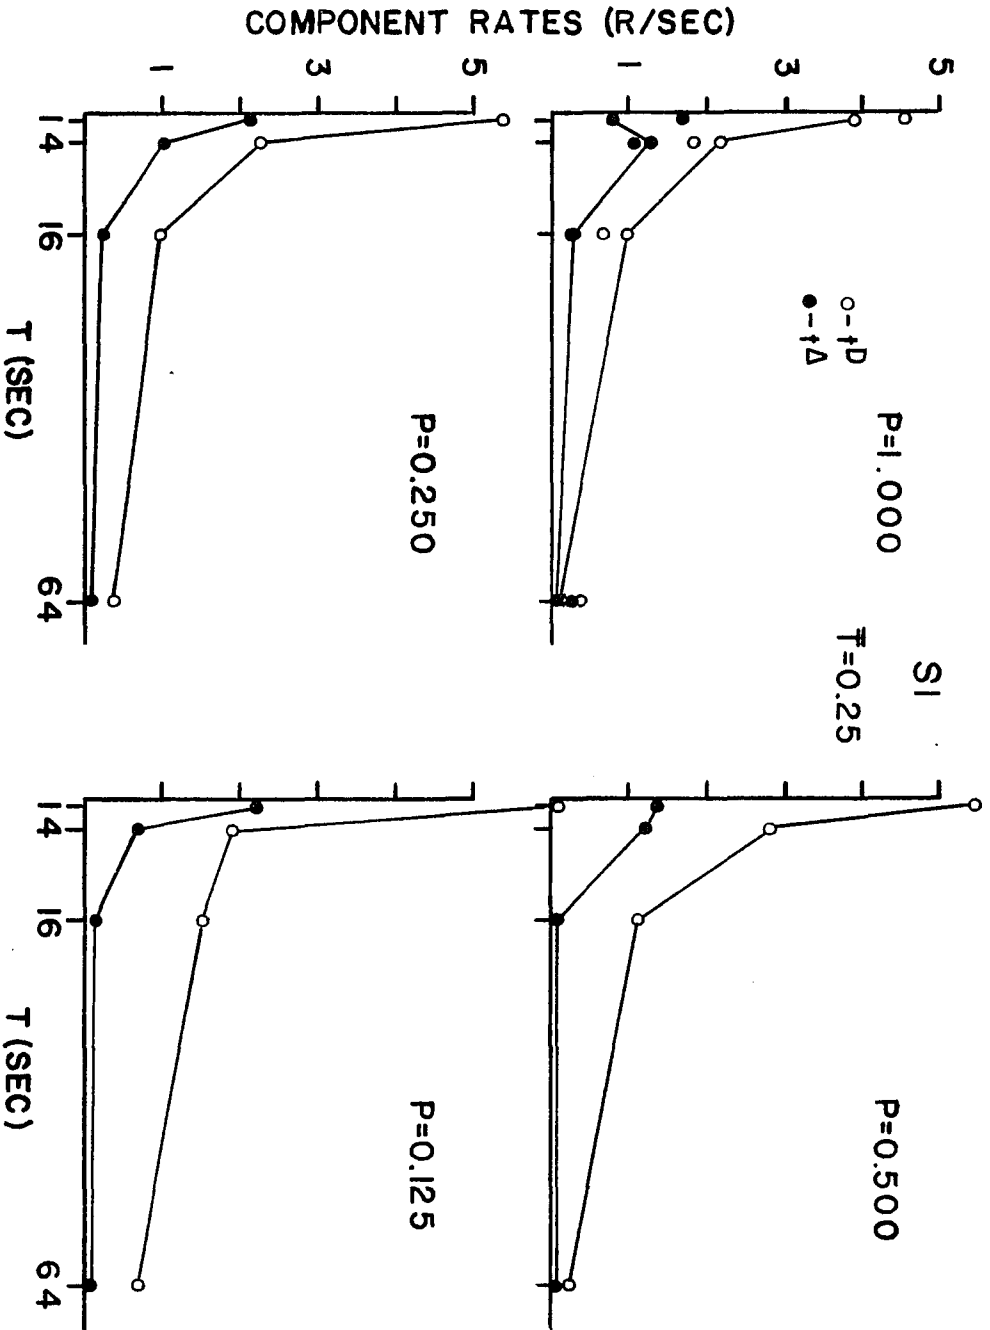 COMPONENT RATES (R/SEC)
S1
T̅=0.25
P=1.000
○-tD
●-tΔ
1 3 5
P=0.500
P=0.250
1 3 5
1 4 16 64
T (SEC)
P=0.125
1 4 16 64
T (SEC)